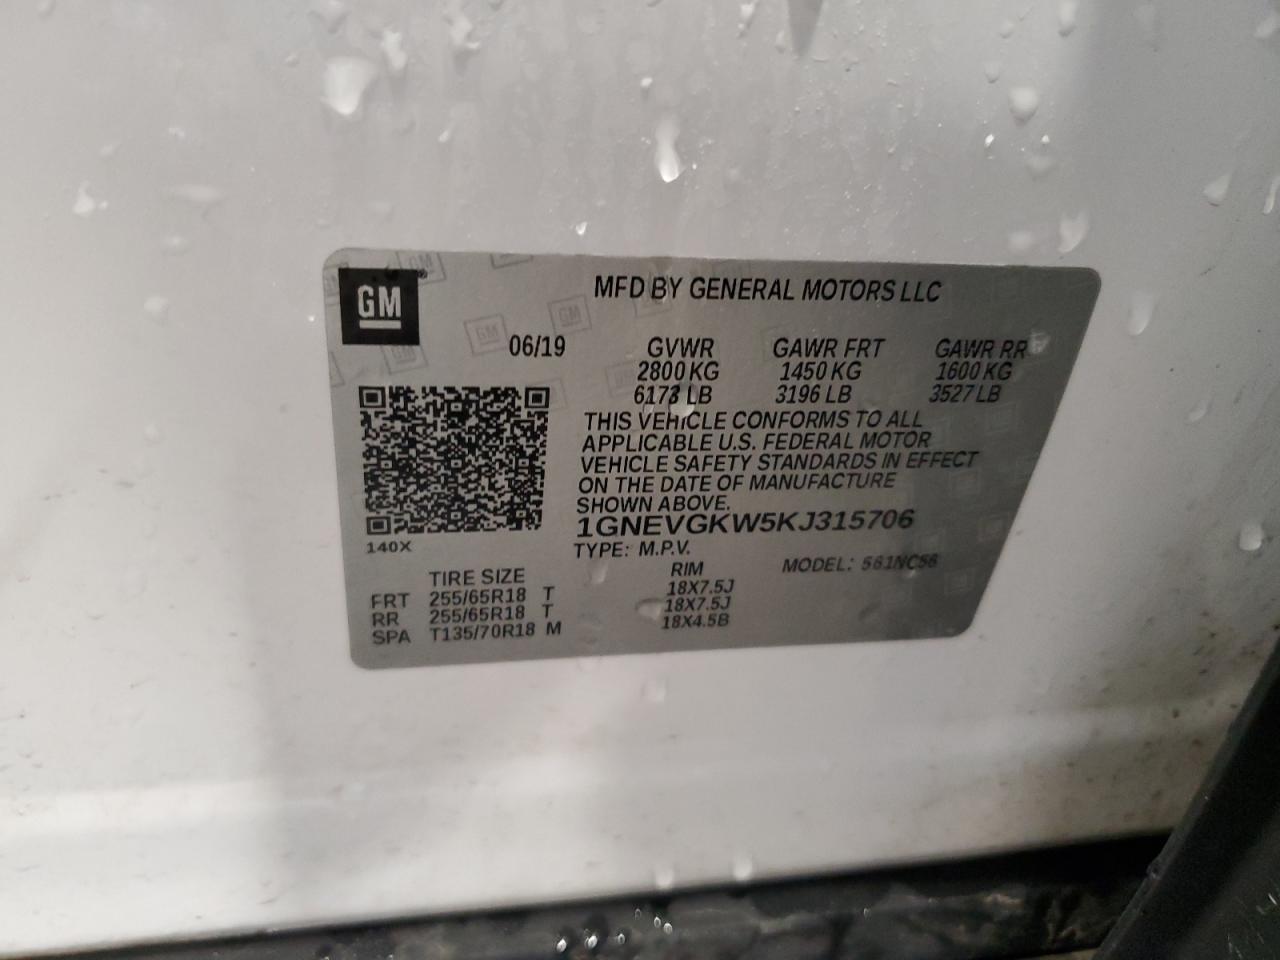 GM
MFD BY GENERAL MOTORS LLC
06/19 GVWR GAWR FRT GAWR RR
2800 KG 1450 KG 1600 KG
6173 LB 3196 LB 3527 LB
THIS VEHICLE CONFORMS TO ALL
APPLICABLE U.S. FEDERAL MOTOR
VEHICLE SAFETY STANDARDS IN EFFECT
ON THE DATE OF MANUFACTURE
SHOWN ABOVE.
1GNEVGKW5KJ315706
140X
TYPE: M.P.V. MODEL: 561NC56
TIRE SIZE RIM
FRT 255/65R18 T 18X7.5J
RR 255/65R18 T 18X7.5J
SPA T135/70R18 M 18X4.5B